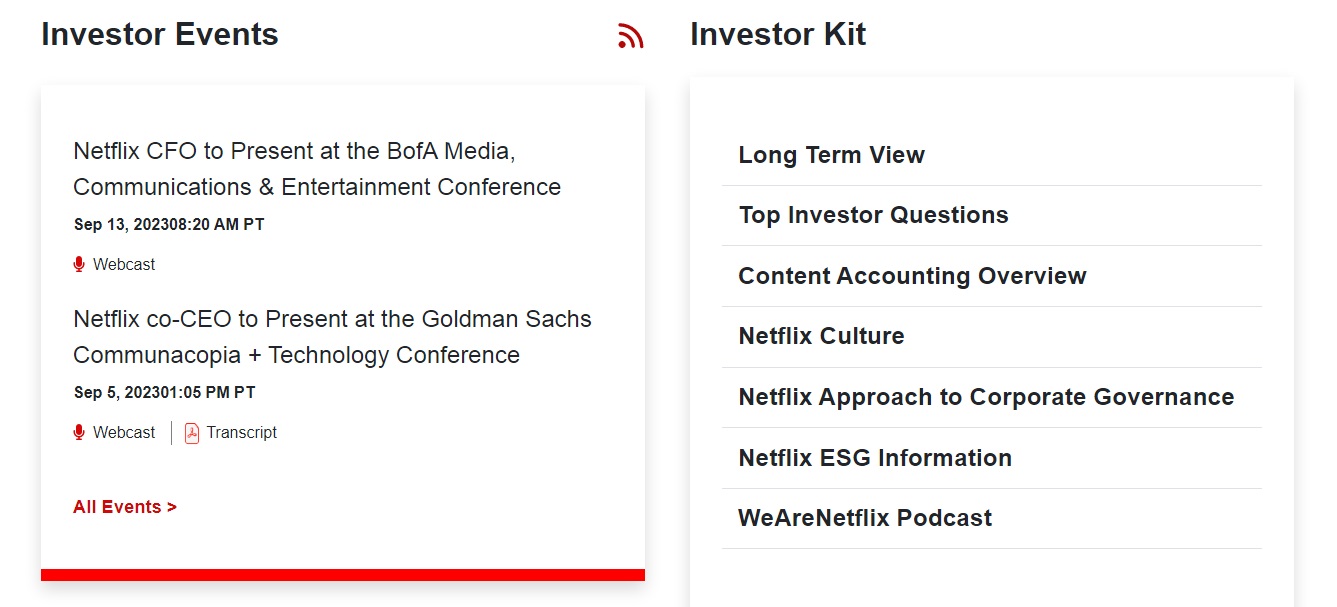 Investor Events
Netflix CFO to Present at the BofA Media,
Communications & Entertainment Conference
Sep 13, 202308:20 AM PT
Webcast
Netflix co-CEO to Present at the Goldman Sachs
Communacopia + Technology Conference
Sep 5, 202301:05 PM PT
Webcast | Transcript
All Events >
Investor Kit
Long Term View
Top Investor Questions
Content Accounting Overview
Netflix Culture
Netflix Approach to Corporate Governance
Netflix ESG Information
WeAreNetflix Podcast